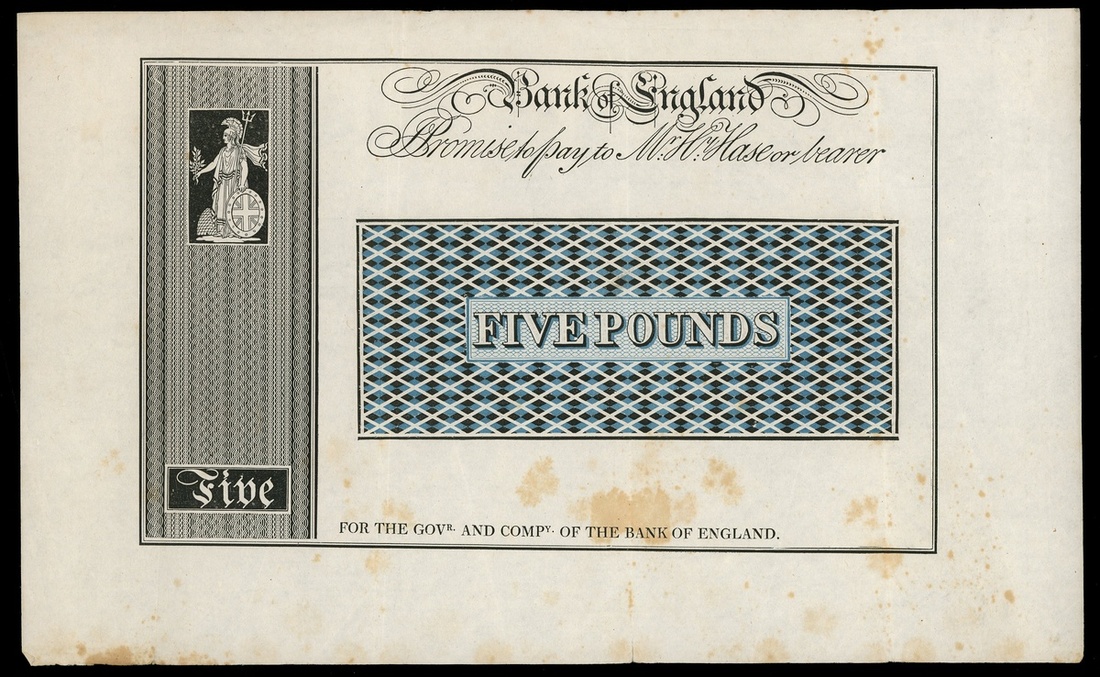 Bank of England
Promise to pay to Mr. Hy. Hase or bearer
FIVE POUNDS
Five
FOR THE GOVR. AND COMPY. OF THE BANK OF ENGLAND.